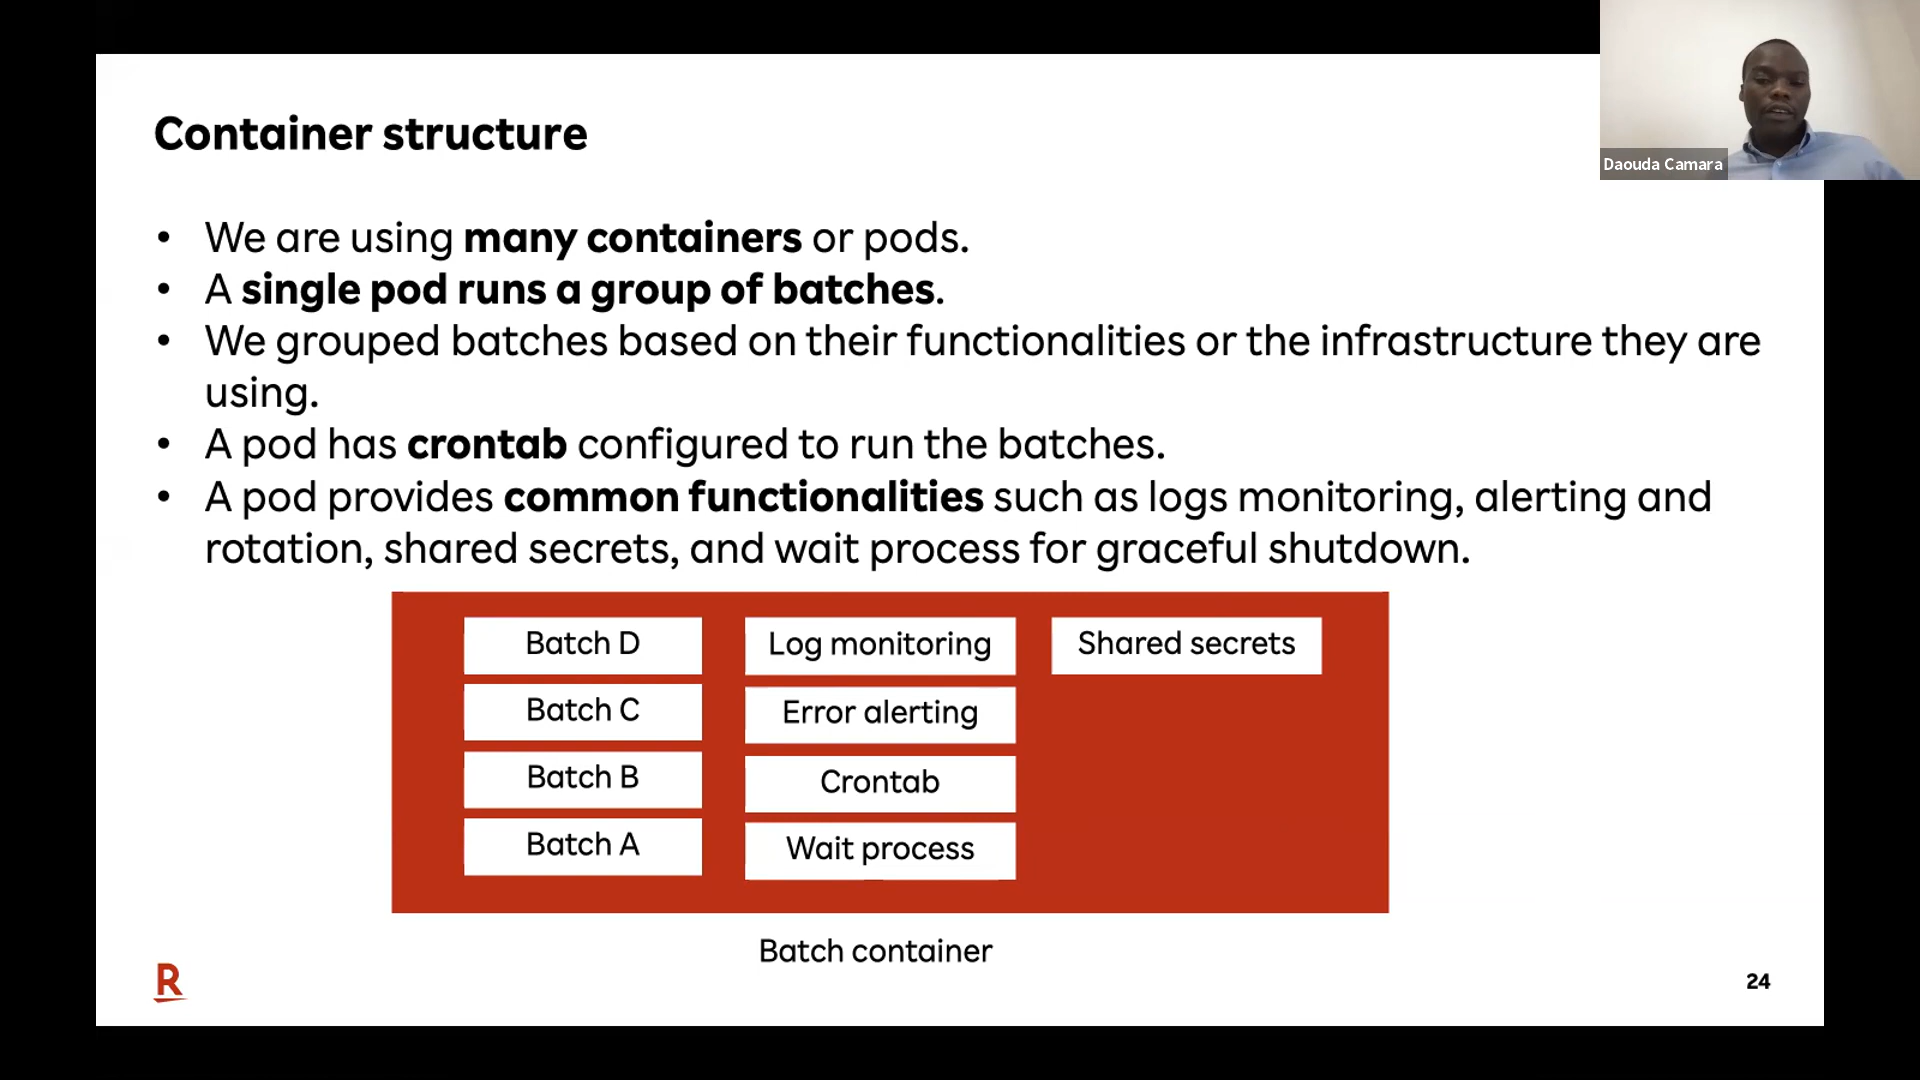 Container structure
Daouda Camara
• We are using many containers or pods.
• A single pod runs a group of batches.
• We grouped batches based on their functionalities or the infrastructure they are
using.
• A pod has crontab configured to run the batches.
• A pod provides common functionalities such as logs monitoring, alerting and
rotation, shared secrets, and wait process for graceful shutdown.
Batch D
Batch C
Batch B
Batch A
Log monitoring
Error alerting
Crontab
Wait process
Shared secrets
Batch container
R
24